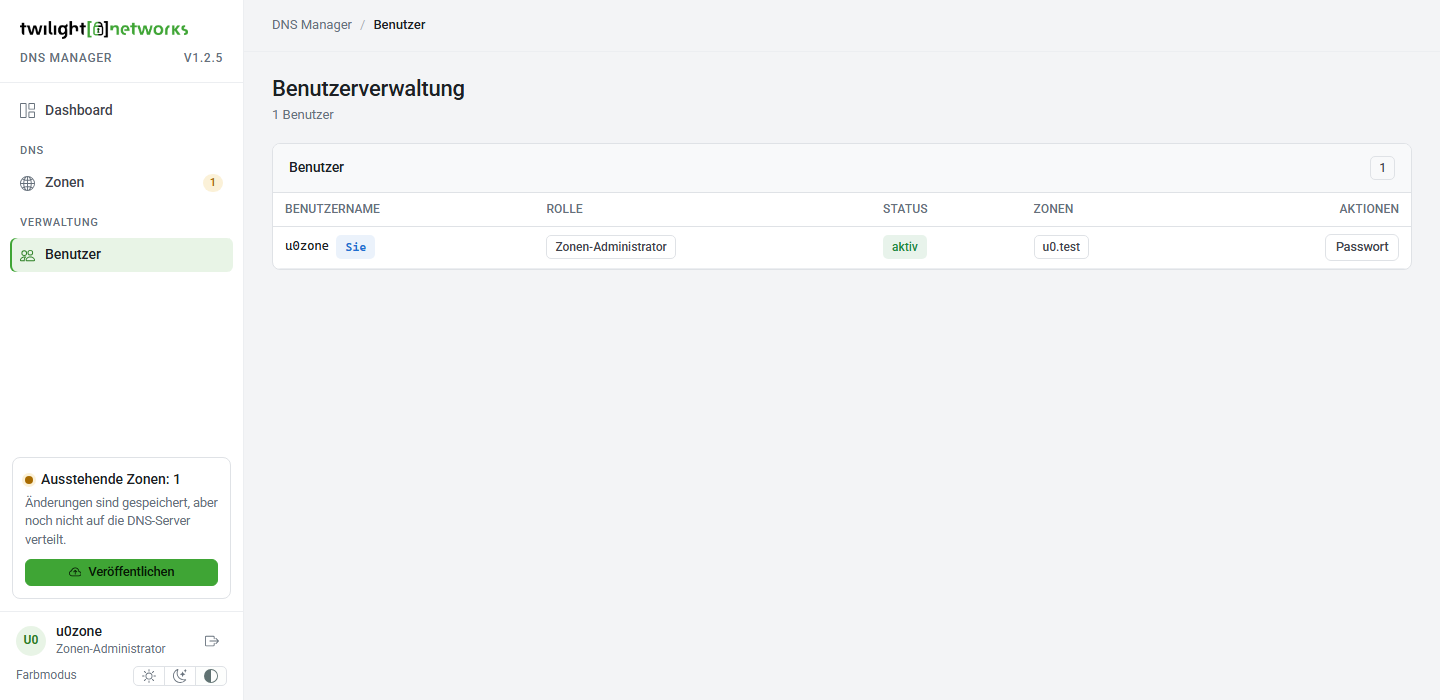 twilight[]networks
DNS MANAGER V1.2.5
Dashboard
DNS
Zonen 1
VERWALTUNG
Benutzer
Ausstehende Zonen: 1
Änderungen sind gespeichert, aber
noch nicht auf die DNS-Server
verteilt.
Veröffentlichen
U0 u0zone
Zonen-Administrator
Farbmodus
DNS Manager / Benutzer
Benutzerverwaltung
1 Benutzer
Benutzer 1
BENUTZERNAME ROLLE STATUS ZONEN AKTIONEN
u0zone Sie Zonen-Administrator aktiv u0.test Passwort